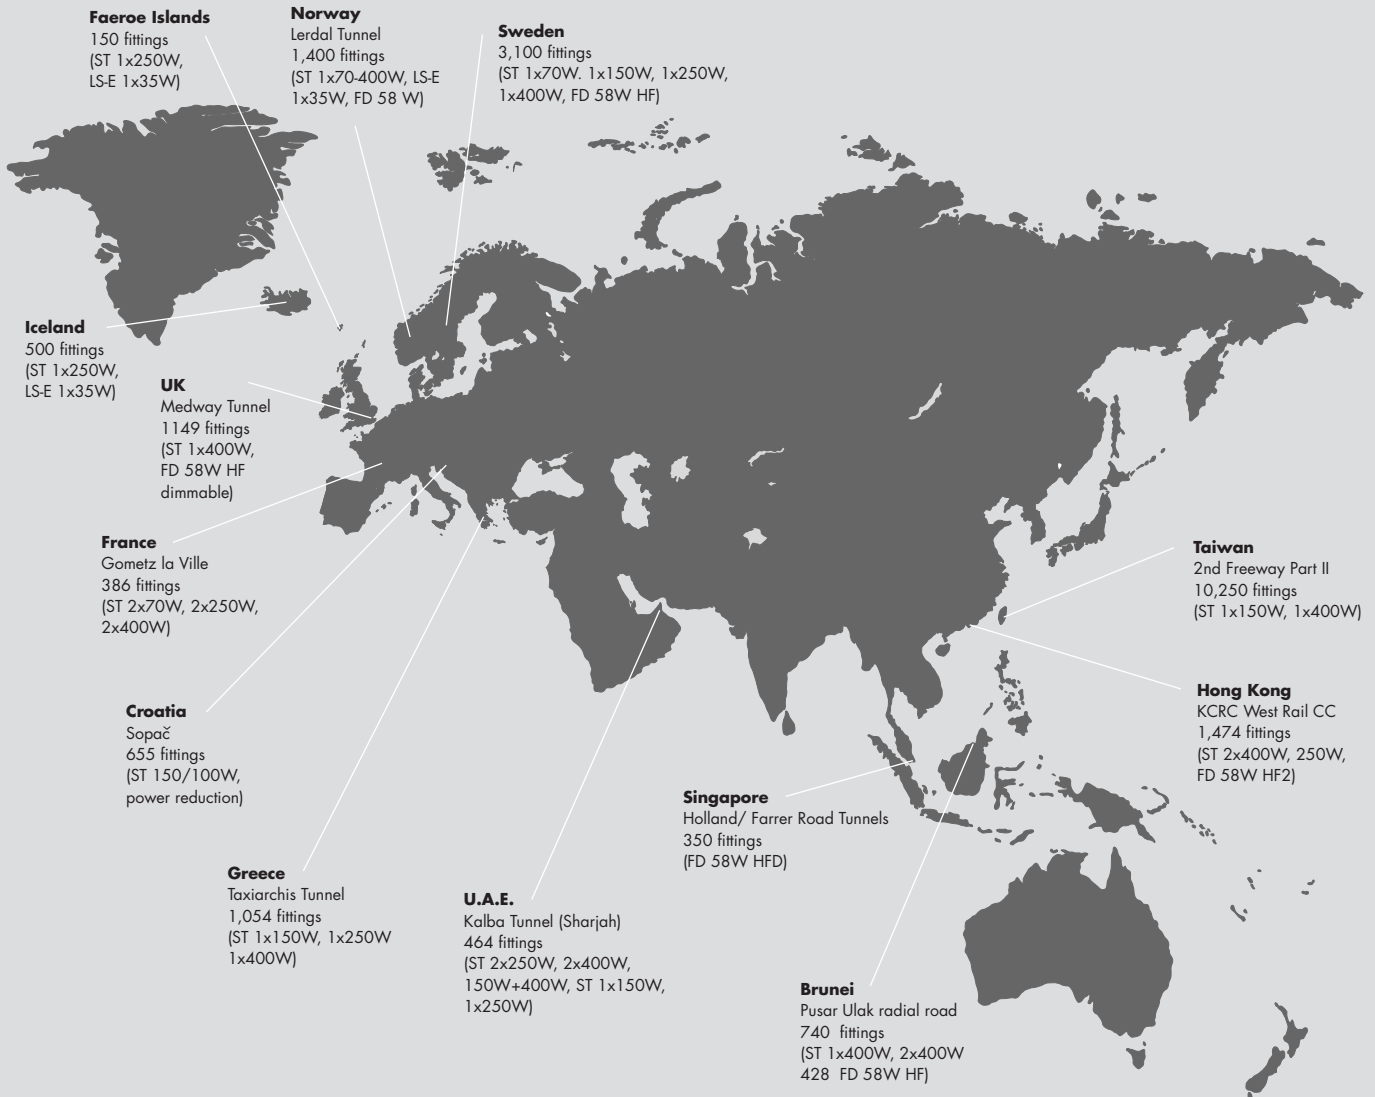 Faeroe Islands
150 fittings
(ST 1x250W,
LS-E 1x35W)
Norway
Lerdal Tunnel
1,400 fittings
(ST 1x70-400W, LS-E
1x35W, FD 58 W)
Sweden
3,100 fittings
(ST 1x70W. 1x150W, 1x250W,
1x400W, FD 58W HF)
Iceland
500 fittings
(ST 1x250W,
LS-E 1x35W)
UK
Medway Tunnel
1149 fittings
(ST 1x400W,
FD 58W HF
dimmable)
France
Gometz la Ville
386 fittings
(ST 2x70W, 2x250W,
2x400W)
Croatia
Sopač
655 fittings
(ST 150/100W,
power reduction)
Greece
Taxiarchis Tunnel
1,054 fittings
(ST 1x150W, 1x250W
1x400W)
U.A.E.
Kalba Tunnel (Sharjah)
464 fittings
(ST 2x250W, 2x400W,
150W+400W, ST 1x150W,
1x250W)
Singapore
Holland/ Farrer Road Tunnels
350 fittings
(FD 58W HFD)
Brunei
Pusar Ulak radial road
740 fittings
(ST 1x400W, 2x400W
428 FD 58W HF)
Taiwan
2nd Freeway Part II
10,250 fittings
(ST 1x150W, 1x400W)
Hong Kong
KCRC West Rail CC
1,474 fittings
(ST 2x400W, 250W,
FD 58W HF2)